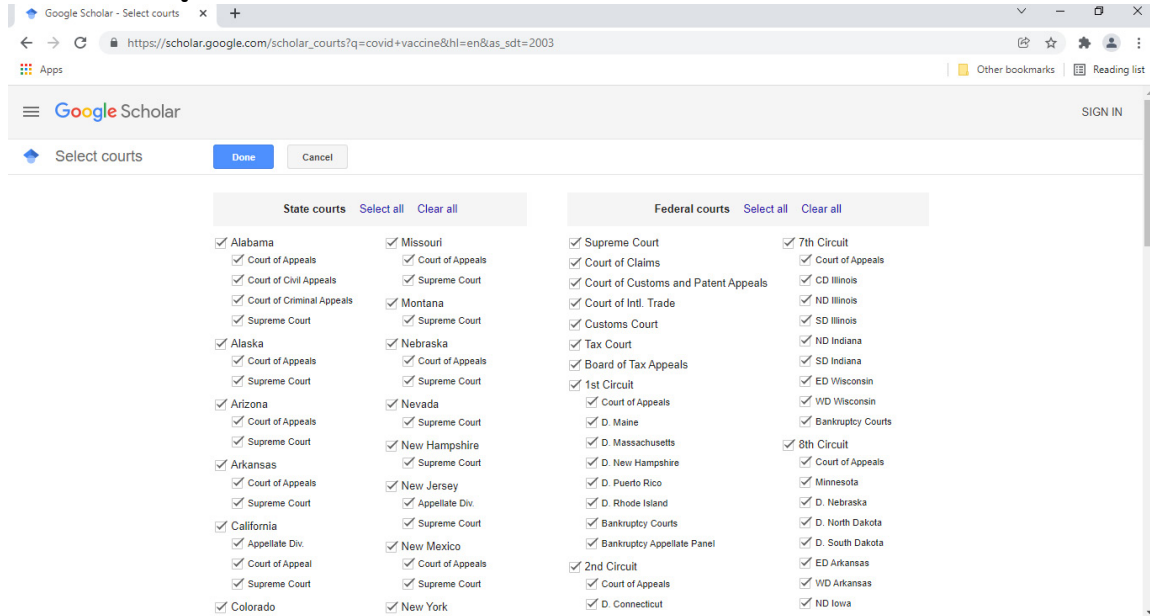 Google Scholar - Select courts
https://scholar.google.com/scholar_courts?q=covid+vaccine&hl=en&as_sdt=2003
Apps
Other bookmarks
Reading list
Google Scholar
SIGN IN
Select courts
Done
Cancel
State courts Select all Clear all
Alabama
Court of Appeals
Court of Civil Appeals
Court of Criminal Appeals
Supreme Court
Alaska
Court of Appeals
Supreme Court
Arizona
Court of Appeals
Supreme Court
Arkansas
Court of Appeals
Supreme Court
California
Appellate Div.
Court of Appeal
Supreme Court
Colorado
Missouri
Court of Appeals
Supreme Court
Montana
Supreme Court
Nebraska
Court of Appeals
Supreme Court
Nevada
Supreme Court
New Hampshire
Supreme Court
New Jersey
Appellate Div.
Supreme Court
New Mexico
Court of Appeals
Supreme Court
New York
Federal courts Select all Clear all
Supreme Court
Court of Claims
Court of Customs and Patent Appeals
Court of Intl. Trade
Customs Court
Tax Court
Board of Tax Appeals
1st Circuit
Court of Appeals
D. Maine
D. Massachusetts
D. New Hampshire
D. Puerto Rico
D. Rhode Island
Bankruptcy Courts
Bankruptcy Appellate Panel
2nd Circuit
Court of Appeals
D. Connecticut
7th Circuit
Court of Appeals
CD Illinois
ND Illinois
SD Illinois
ND Indiana
SD Indiana
ED Wisconsin
WD Wisconsin
Bankruptcy Courts
8th Circuit
Court of Appeals
Minnesota
D. Nebraska
D. North Dakota
D. South Dakota
ED Arkansas
WD Arkansas
ND Iowa